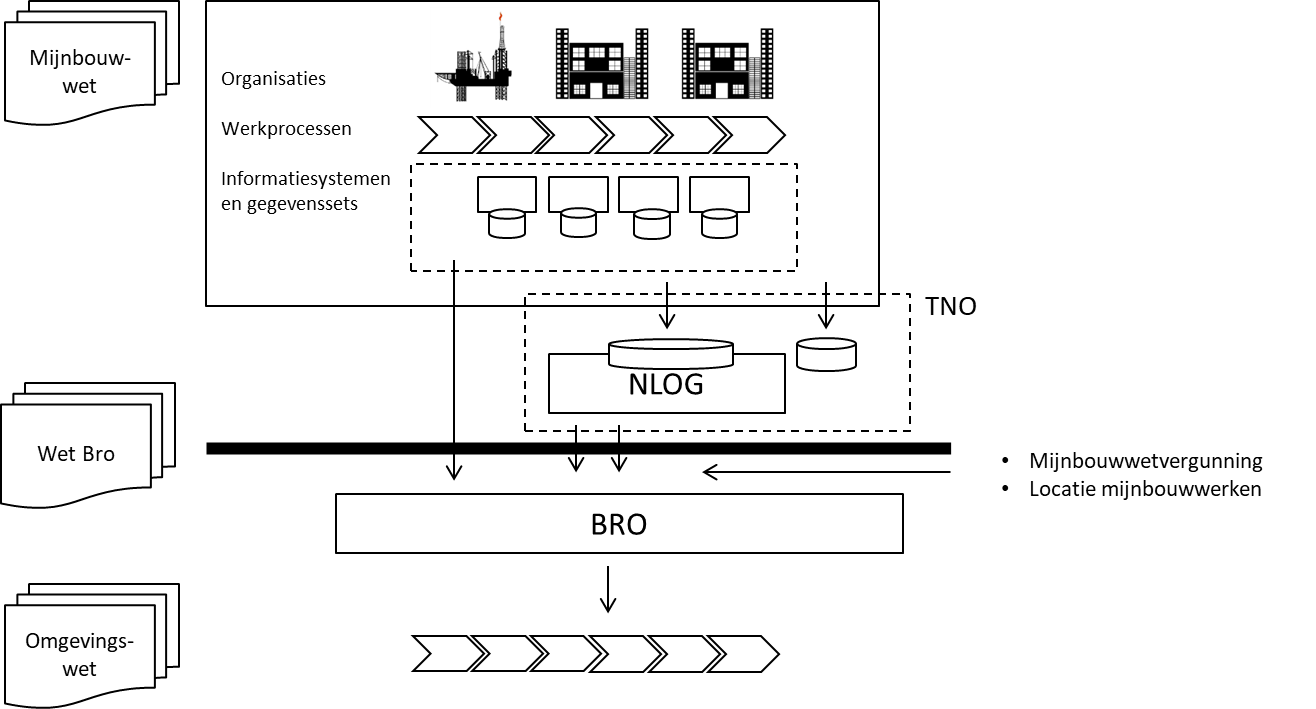 Mijnbouw-
wet
Organisaties
Werkprocessen
Informatiesystemen
en gegevenssets
TNO
NLOG
Wet Bro
• Mijnbouwwetvergunning
• Locatie mijnbouwwerken
BRO
Omgevings-
wet